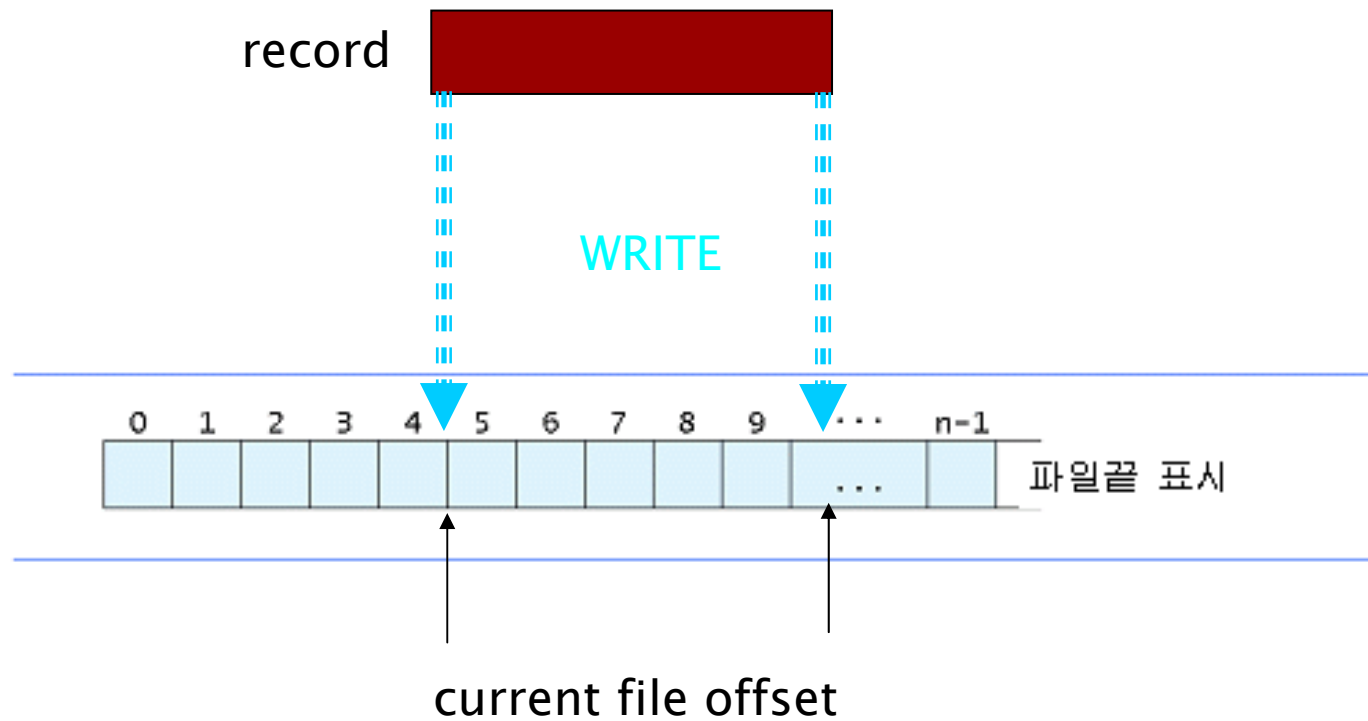 record
WRITE
0 1 2 3 4 5 6 7 8 9 ... n-1
... 파일끝 표시
current file offset